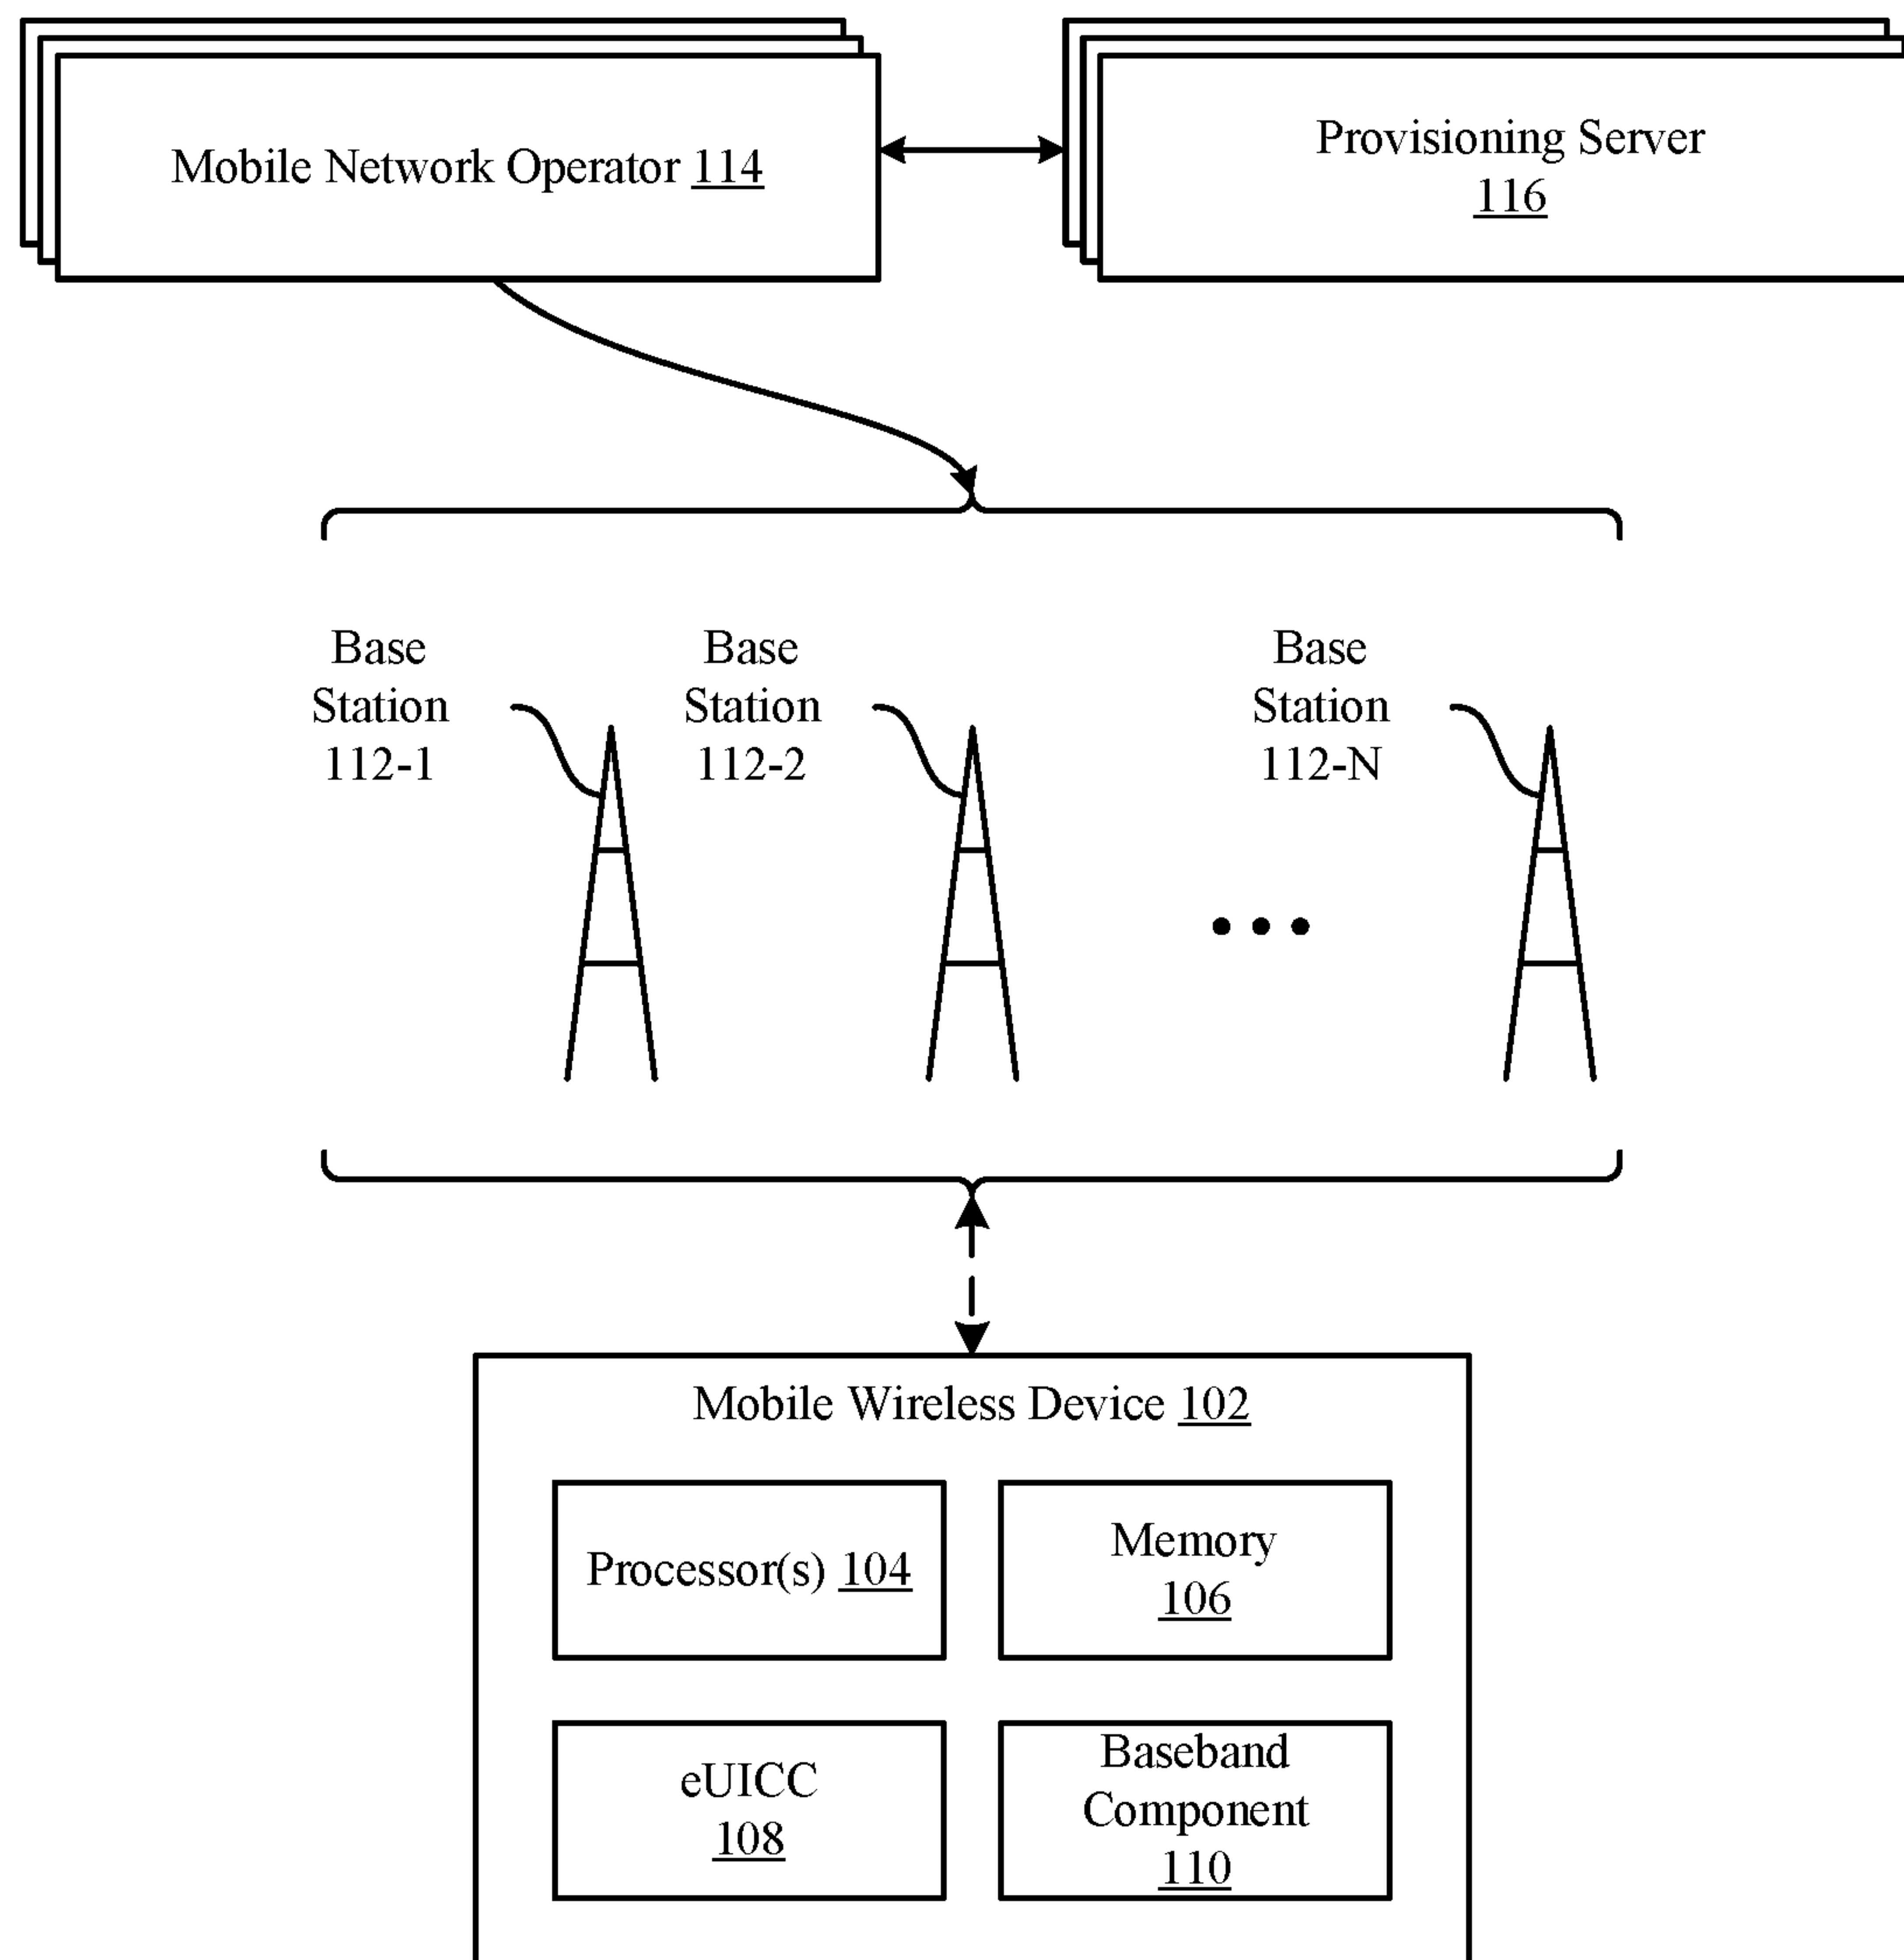 Mobile Network Operator 114
Provisioning Server
116
Base
Station
112-1
Base
Station
112-2
Base
Station
112-N
Mobile Wireless Device 102
Processor(s) 104
Memory
106
eUICC
108
Baseband
Component
110